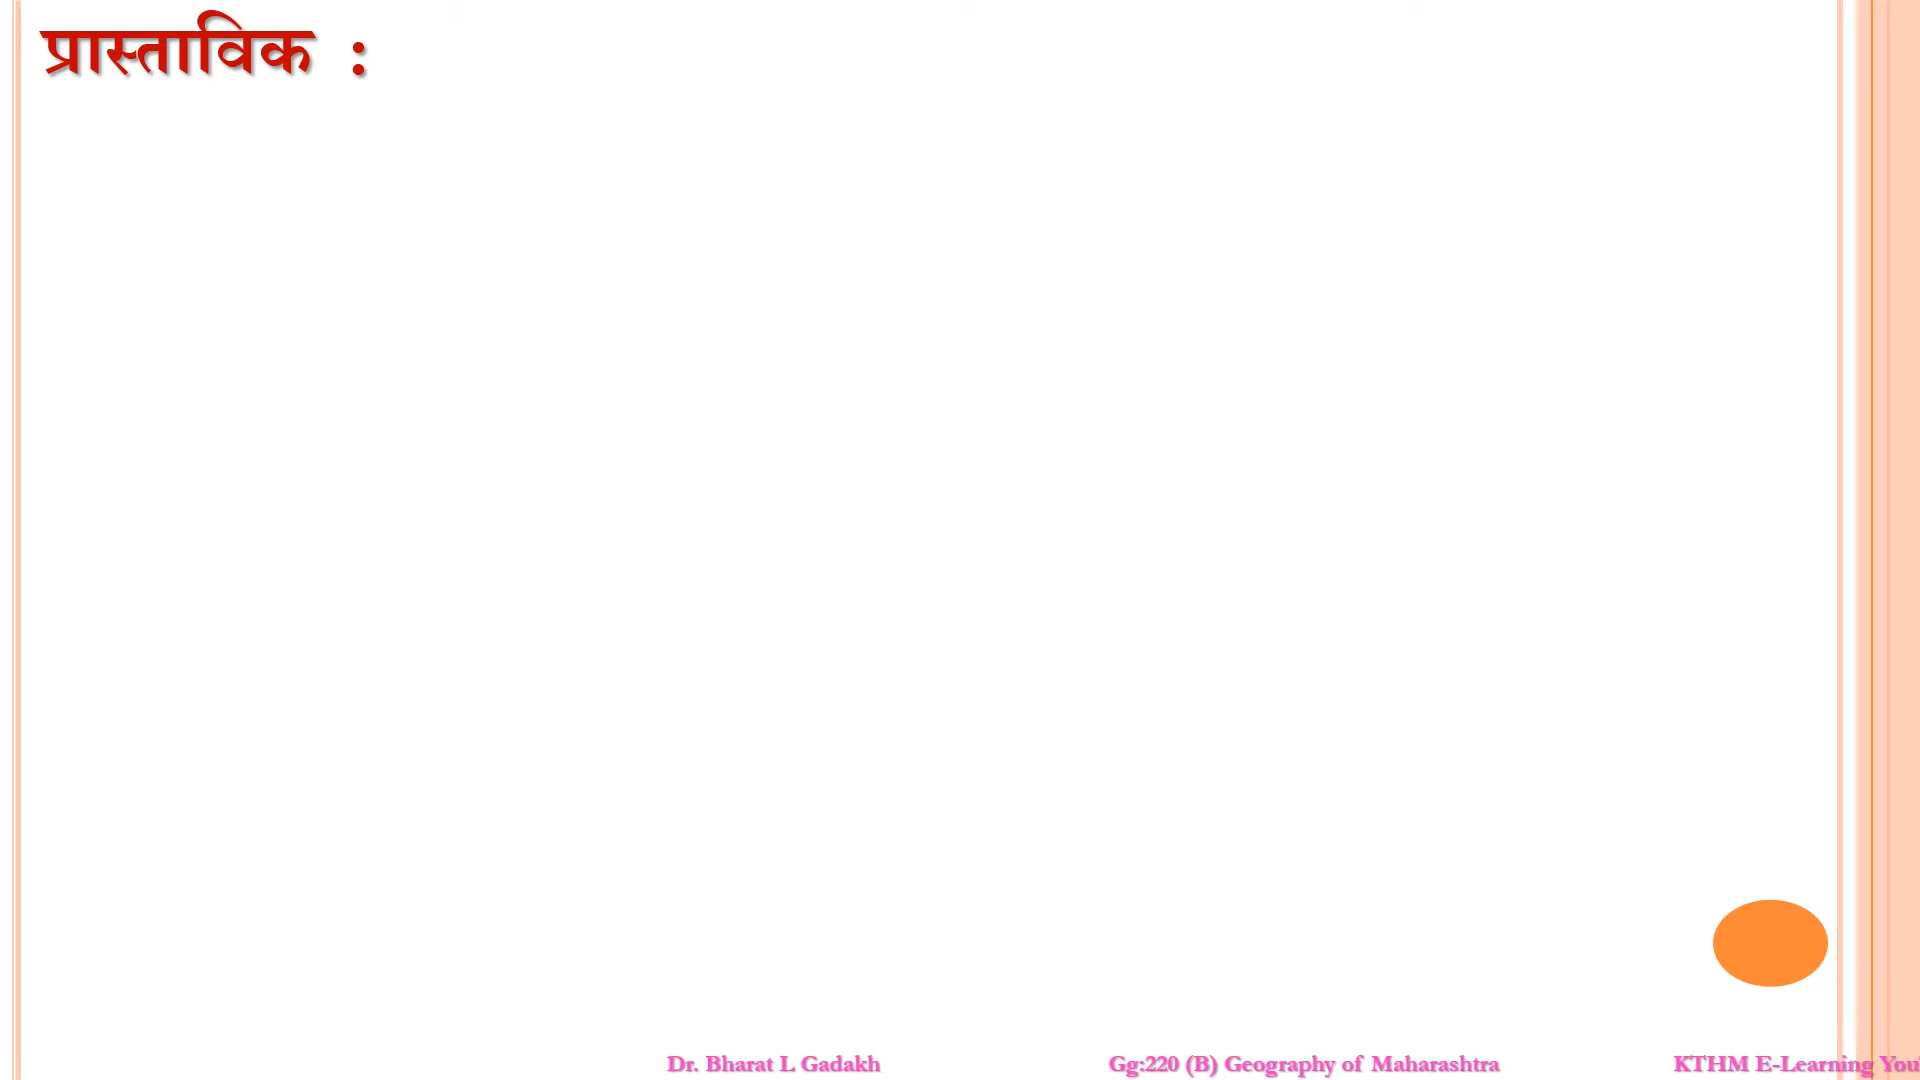 प्रास्ताविक :
Dr. Bharat L Gadakh Gg:220 (B) Geography of Maharashtra KTHM E-Learning You